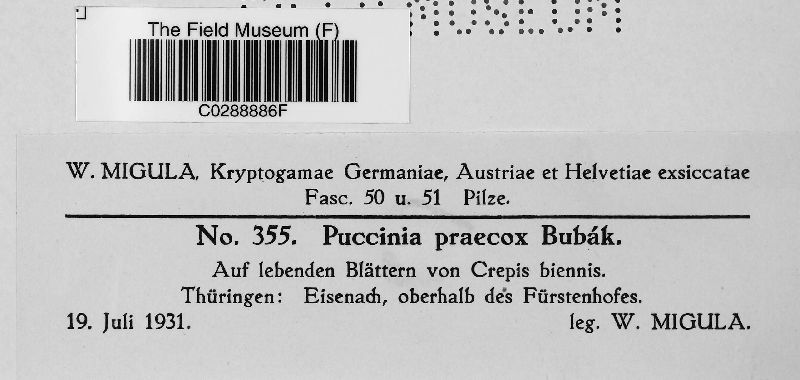 MUSEUM
The Field Museum (F)
C0288886F
W. MIGULA, Kryptogamae Germaniae, Austriae et Helvetiae exsiccatae
Fasc. 50 u. 51 Pilze.
No. 355. Puccinia praecox Bubák.
Auf lebenden Blättern von Crepis biennis.
Thüringen: Eisenach, oberhalb des Fürstenhofes.
19. Juli 1931. leg. W. MIGULA.